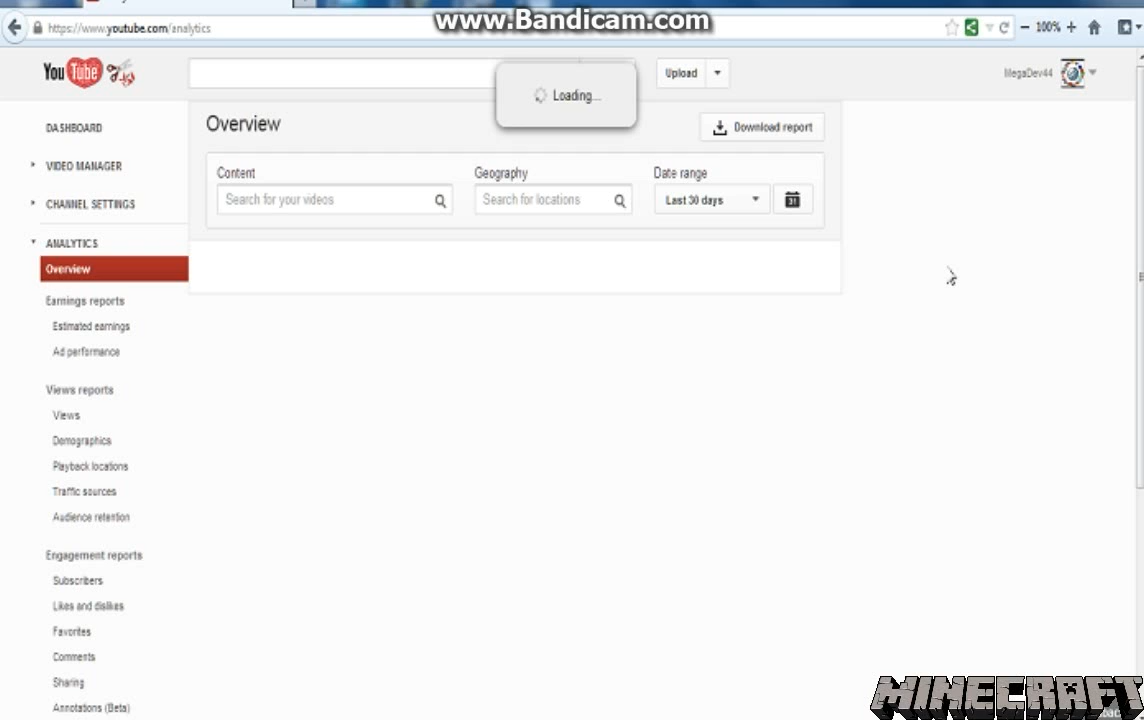 www.Bandicam.com
https://www.youtube.com/analytics
100%
You Tube
Upload
MegaDev44
Loading...
Overview
Download report
Content
Geography
Date range
Search for your videos
Search for locations
Last 30 days
31
DASHBOARD
VIDEO MANAGER
CHANNEL SETTINGS
ANALYTICS
Overview
Earnings reports
Estimated earnings
Ad performance
Views reports
Views
Demographics
Playback locations
Traffic sources
Audience retention
Engagement reports
Subscribers
Likes and dislikes
Favorites
Comments
Sharing
Annotations (Beta)
MINECRAFT